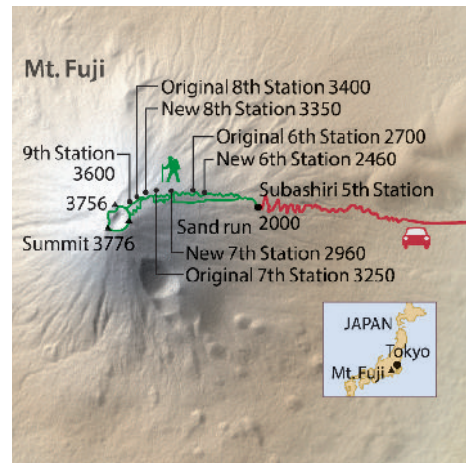 Mt. Fuji
Original 8th Station 3400
New 8th Station 3350
Original 6th Station 2700
9th Station
3600
New 6th Station 2460
Subashiri 5th Station
2000
3756
Summit 3776
Sand run
New 7th Station 2960
Original 7th Station 3250
JAPAN
Tokyo
Mt. Fuji